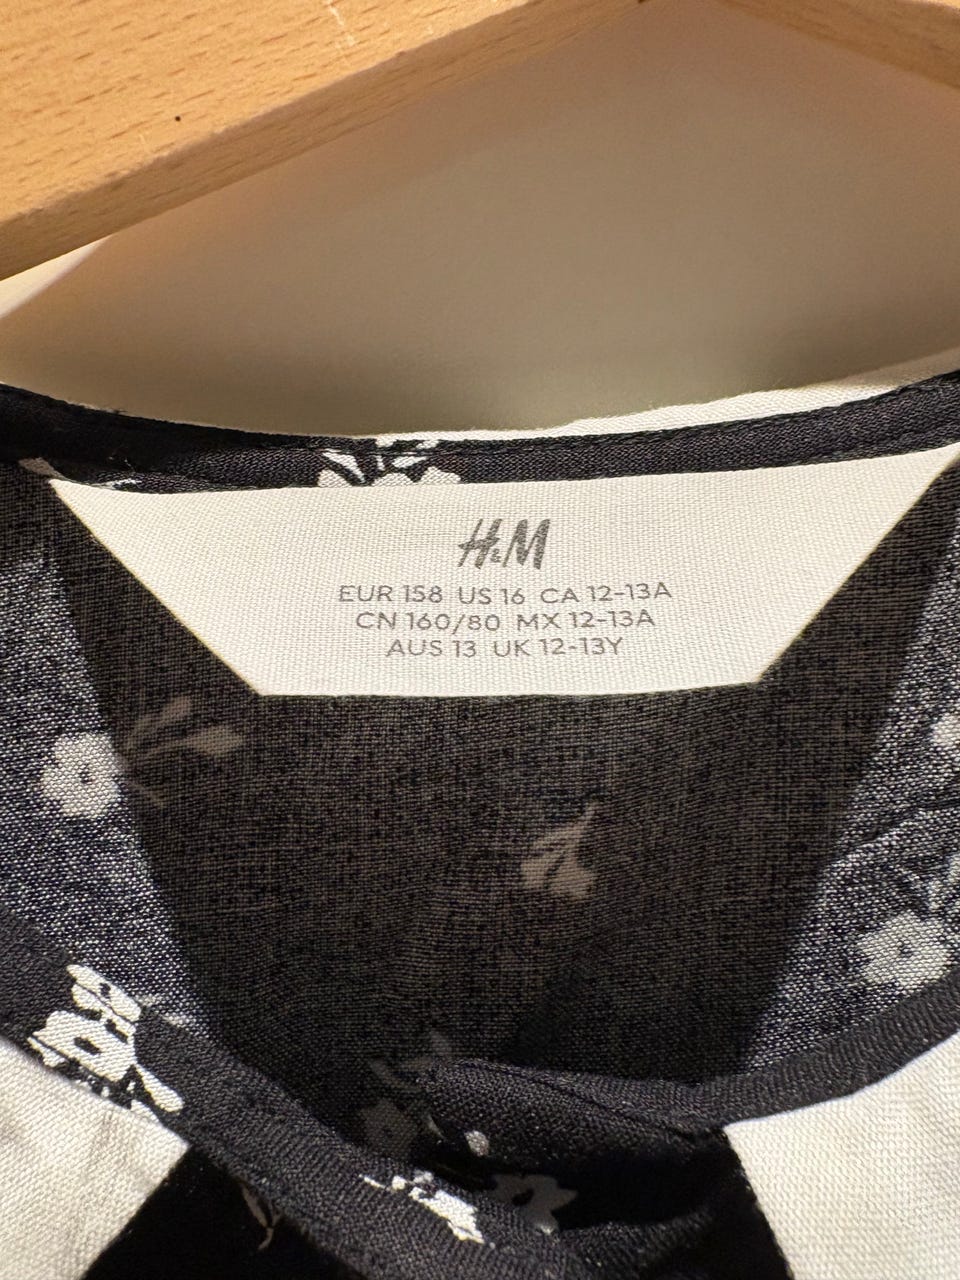 H&M
EUR 158 US 16 CA 12-13A
CN 160/80 MX 12-13A
AUS 13 UK 12-13Y